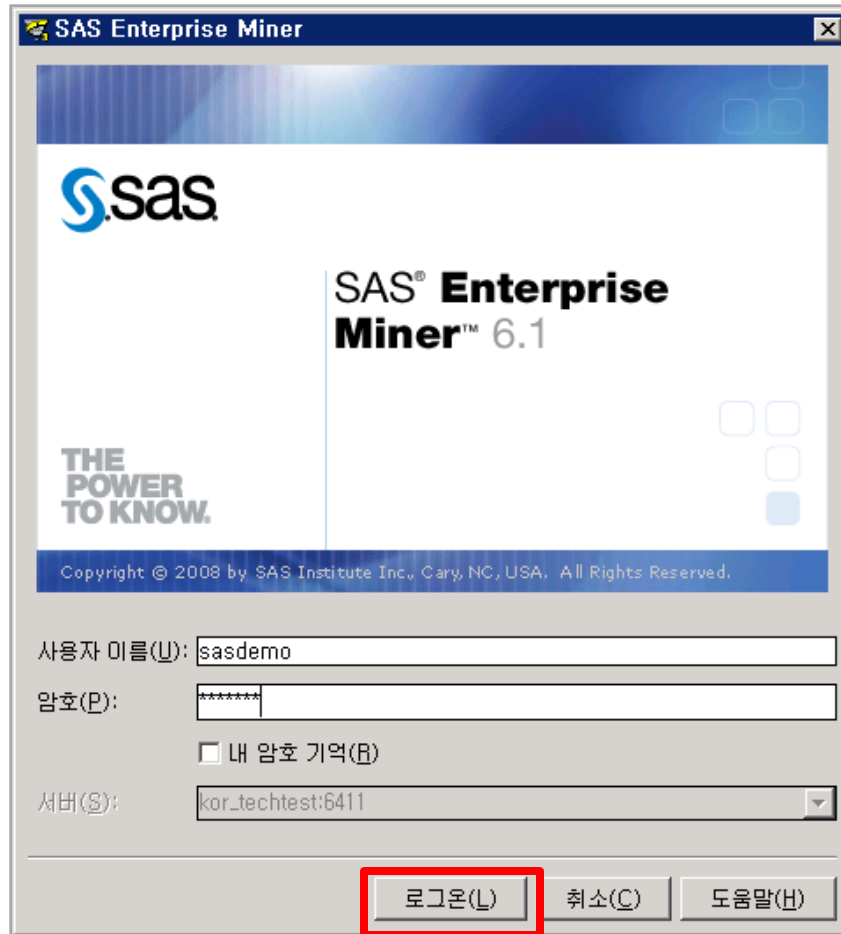 SAS Enterprise Miner
sas
SAS® Enterprise
Miner™ 6.1
THE
POWER
TO KNOW.
Copyright © 2008 by SAS Institute Inc., Cary, NC, USA. All Rights Reserved.
사용자 이름(U): sasdemo
암호(P): *******
내 암호 기억(R)
서버(S): kor_techtest:6411
로그온(L) 취소(C) 도움말(H)